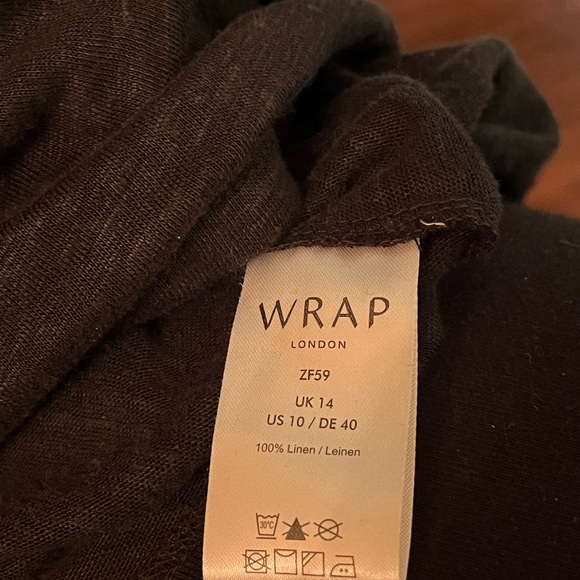 WRAP
LONDON
ZF59
UK 14
US 10 / DE 40
100% Linen / Leinen
30°C